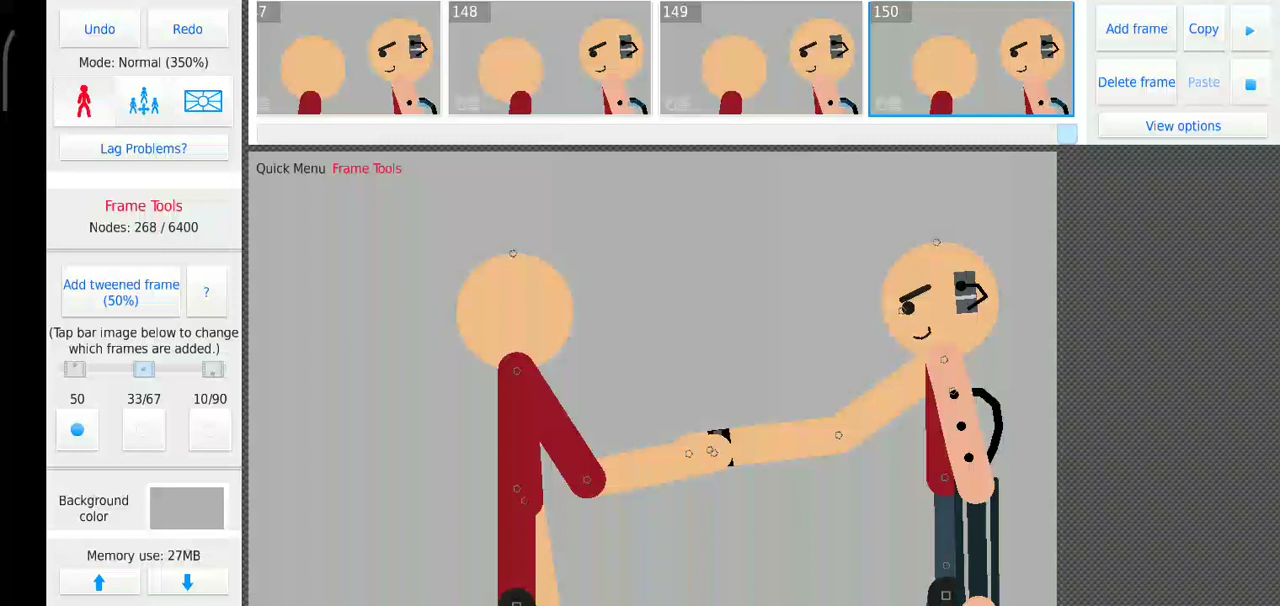 Undo
Redo
Mode: Normal (350%)
Lag Problems?
Frame Tools
Nodes: 268 / 6400
Add tweened frame
(50%)
?
(Tap bar image below to change
which frames are added.)
50
33/67
10/90
Background
color
Memory use: 27MB
7
148
149
150
Add frame
Copy
Delete frame
Paste
View options
Quick Menu
Frame Tools